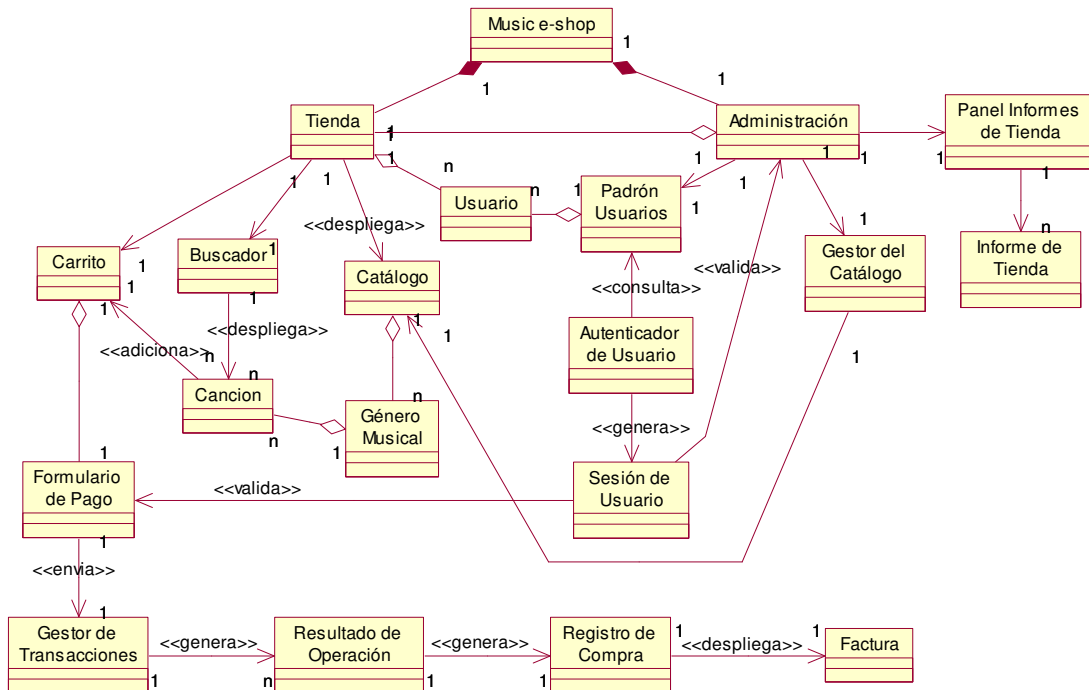 Music e-shop
1
1
1
Tienda
Administración
Panel Informes
de Tienda
1
1
1
1
1
1
1
n
n
1
1
1
1
1
Usuario
Padrón
Usuarios
1
1
<<despliega>>
Carrito
1
Buscador
1
Catálogo
Gestor del
Catálogo
n
Informe de
Tienda
<<valida>>
1
1
1
<<consulta>>
1
1
<<despliega>>
Autenticador
de Usuario
1
<<adiciona>>
n
n
Cancion
n
n
1
Género
Musical
<<genera>>
1
Formulario
de Pago
<<valida>>
Sesión de
Usuario
1
<<envia>>
1
Gestor de
Transacciones
<<genera>>
Resultado de
Operación
<<genera>>
Registro de
Compra
1
<<despliega>>
1
Factura
1
n
1
1